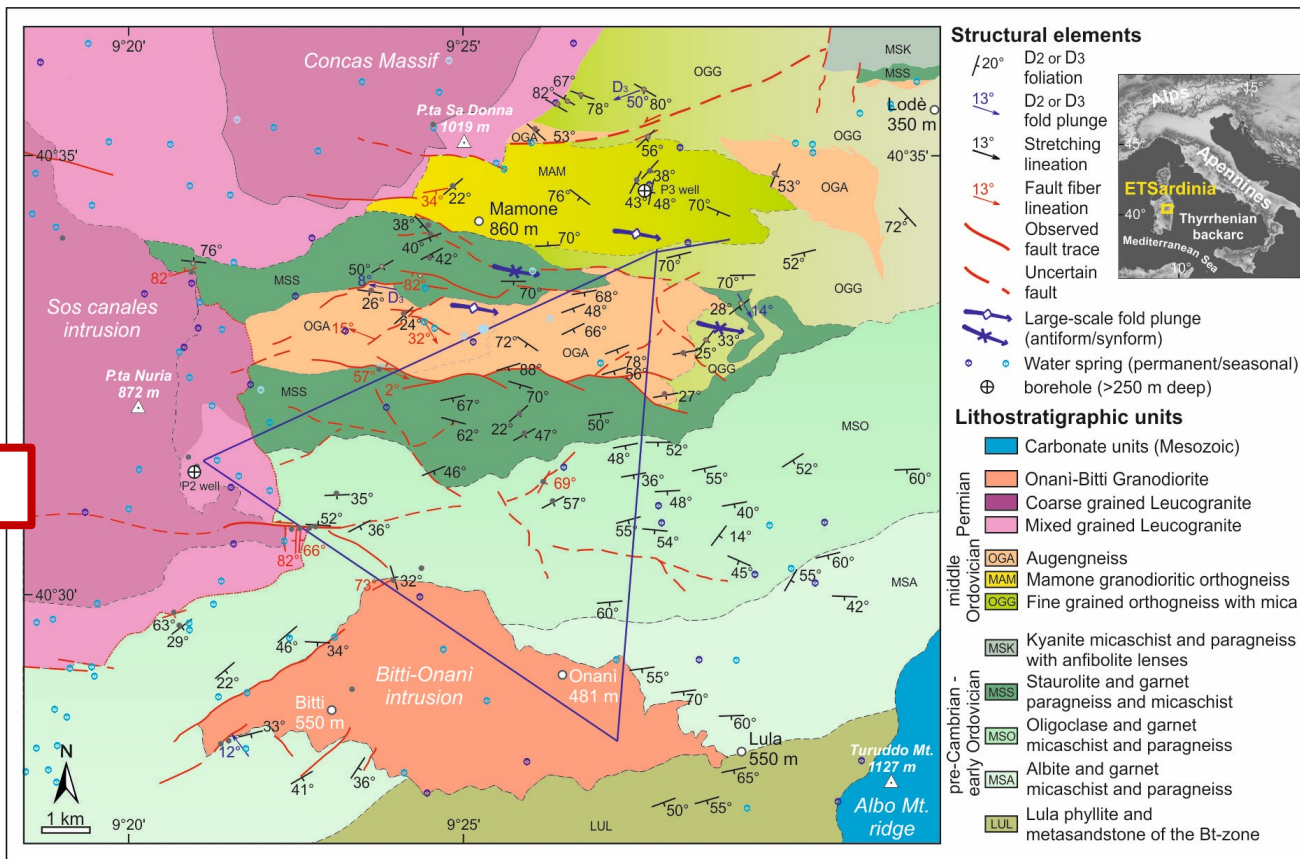 9°20'
9°25'
Concas Massif
P.ta Sa Donna
1019 m
OGG
MSK
MSS
Lodè
350 m
67°
82°
78°
D3
50°
80°
OGA
53°
OGG
56°
40°35'
MAM
38°
P3 well
43°
48°
53°
OGA
34°
22°
76°
70°
72°
Mamone
860 m
38°
40°
42°
70°
76°
82°
MSS
50°
8°
D3
26°
82°
70°
70°
52°
70°
OGG
Sos canales
intrusion
OGA
15°
24°
32°
68°
48°
66°
72°
OGA
28°
14°
33°
25°
OGG
78°
56°
27°
P.ta Nuria
872 m
57°
2°
88°
MSS
67°
70°
62°
22°
47°
50°
MSO
P2 well
46°
48°
52°
36°
55°
52°
60°
69°
57°
48°
40°
35°
52°
36°
82°
66°
55°
54°
14°
45°
60°
55°
MSA
42°
40°30'
73°
32°
60°
63°
29°
46°
34°
22°
Bitti-Onanì
intrusion
Onanì
481 m
55°
70°
60°
Bitti
550 m
33°
12°
Lula
550 m
65°
Turuddo Mt.
1127 m
41°
36°
50°
55°
LUL
Albo Mt.
ridge
N
1 km
9°20'
9°25'
Structural elements
20°
D2 or D3
foliation
13°
D2 or D3
fold plunge
13°
Stretching
lineation
13°
Fault fiber
lineation
Observed
fault trace
Uncertain
fault
Large-scale fold plunge
(antiform/synform)
Water spring (permanent/seasonal)
borehole (>250 m deep)
Alps
15°
45°
Apennines
ETSardinia
40°
Thyrrhenian
backarc
Mediterranean Sea
10°
Lithostratigraphic units
Carbonate units (Mesozoic)
Permian
Onanì-Bitti Granodiorite
Coarse grained Leucogranite
Mixed grained Leucogranite
middle
Ordovician
OGA Augengneiss
MAM Mamone granodioritic orthogneiss
OGG Fine grained orthogneiss with mica
pre-Cambrian -
early Ordovician
MSK Kyanite micaschist and paragneiss
with anfibolite lenses
MSS Staurolite and garnet
paragneiss and micaschist
MSO Oligoclase and garnet
micaschist and paragneiss
MSA Albite and garnet
micaschist and paragneiss
LUL Lula phyllite and
metasandstone of the Bt-zone